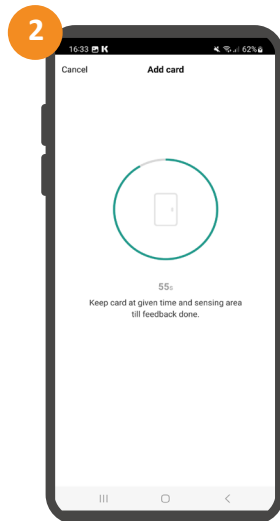 2
16:33 K 62%
Cancel Add card
55s
Keep card at given time and sensing area
till feedback done.